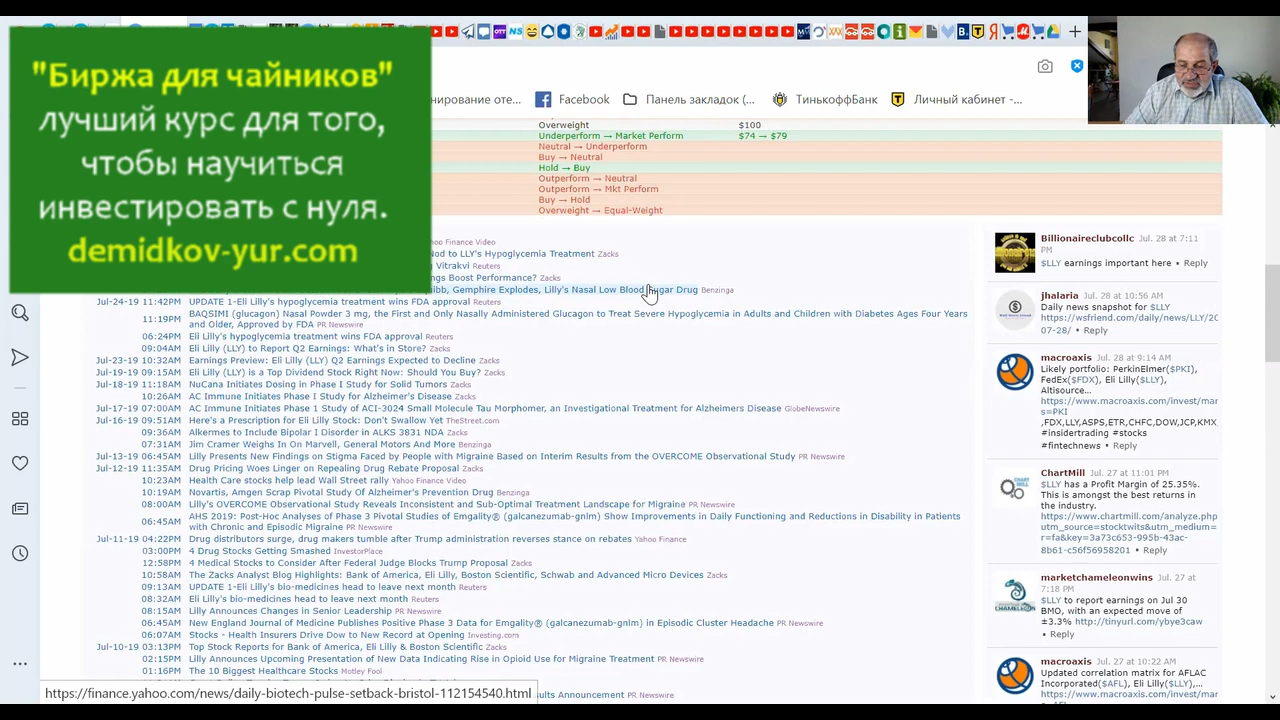 "Биржа для чайников"
лучший курс для того,
чтобы научиться
инвестировать с нуля.
demidkov-yur.com
нирование оте...
Facebook
Панель закладок (...
ТинькоффБанк
Личный кабинет -...
Overweight $100
Underperform → Market Perform $74 → $79
Neutral → Underperform
Buy → Neutral
Hold → Buy
Outperform → Neutral
Outperform → Mkt Perform
Buy → Hold
Overweight → Equal-Weight
hoo Finance Video
Nod to LLY's Hypoglycemia Treatment Zacks
g Vitrakvi Reuters
ngs Boost Performance? Zacks
uibb, Gemphire Explodes, Lilly's Nasal Low Blood Sugar Drug Benzinga
Jul-24-19 11:42PM UPDATE 1-Eli Lilly's hypoglycemia treatment wins FDA approval Reuters
11:19PM BAQSIMI (glucagon) Nasal Powder 3 mg, the First and Only Nasally Administered Glucagon to Treat Severe Hypoglycemia in Adults and Children with Diabetes Ages Four Years
and Older, Approved by FDA PR Newswire
06:24PM Eli Lilly's hypoglycemia treatment wins FDA approval Reuters
09:04AM Eli Lilly (LLY) to Report Q2 Earnings: What's in Store? Zacks
Jul-23-19 10:32AM Earnings Preview: Eli Lilly (LLY) Q2 Earnings Expected to Decline Zacks
Jul-19-19 09:15AM Eli Lilly (LLY) is a Top Dividend Stock Right Now: Should You Buy? Zacks
Jul-18-19 11:18AM NuCana Initiates Dosing in Phase I Study for Solid Tumors Zacks
10:26AM AC Immune Initiates Phase I Study for Alzheimer's Disease Zacks
Jul-17-19 07:00AM AC Immune Initiates Phase 1 Study of ACI-3024 Small Molecule Tau Morphomer, an Investigational Treatment for Alzheimers Disease GlobeNewswire
Jul-16-19 09:51AM Here's a Prescription for Eli Lilly Stock: Don't Swallow Yet TheStreet.com
09:36AM Alkermes to Include Bipolar I Disorder in ALKS 3831 NDA Zacks
07:31AM Jim Cramer Weighs In On Marvell, General Motors And More Benzinga
Jul-13-19 06:45AM Lilly Presents New Findings on Stigma Faced by People with Migraine Based on Interim Results from the OVERCOME Observational Study PR Newswire
Jul-12-19 11:35AM Drug Pricing Woes Linger on Repealing Drug Rebate Proposal Zacks
10:23AM Health Care stocks help lead Wall Street rally Yahoo Finance Video
10:19AM Novartis, Amgen Scrap Pivotal Study Of Alzheimer's Prevention Drug Benzinga
08:00AM Lilly's OVERCOME Observational Study Reveals Inconsistent and Sub-Optimal Treatment Landscape for Migraine PR Newswire
06:45AM AHS 2019: Post-Hoc Analyses of Phase 3 Pivotal Studies of Emgality® (galcanezumab-gnlm) Show Improvements in Daily Functioning and Reductions in Disability in Patients
with Chronic and Episodic Migraine PR Newswire
Jul-11-19 04:22PM Drug distributors surge, drug makers tumble after Trump administration reverses stance on rebates Yahoo Finance
03:00PM 4 Drug Stocks Getting Smashed InvestorPlace
12:58PM 4 Medical Stocks to Consider After Federal Judge Blocks Trump Proposal Zacks
10:58AM The Zacks Analyst Blog Highlights: Bank of America, Eli Lilly, Boston Scientific, Schwab and Advanced Micro Devices Zacks
09:13AM UPDATE 1-Eli Lilly's bio-medicines head to leave next month Reuters
08:32AM Eli Lilly's bio-medicines head to leave next month Reuters
08:15AM Lilly Announces Changes in Senior Leadership PR Newswire
06:45AM New England Journal of Medicine Publishes Positive Phase 3 Data for Emgality® (galcanezumab-gnlm) in Episodic Cluster Headache PR Newswire
06:07AM Stocks - Health Insurers Drive Dow to New Record at Opening Investing.com
Jul-10-19 03:13PM Top Stock Reports for Bank of America, Eli Lilly & Boston Scientific Zacks
02:15PM Lilly Announces Upcoming Presentation of New Data Indicating Rise in Opioid Use for Migraine Treatment PR Newswire
01:16PM The 10 Biggest Healthcare Stocks Motley Fool
sults Announcement PR Newswire
https://finance.yahoo.com/news/daily-biotech-pulse-setback-bristol-112154540.html
Billionaireclubcollc Jul. 28 at 7:11
PM
$LLY earnings important here • Reply
jhalaria Jul. 28 at 10:56 AM
Daily news snapshot for $LLY
https://wsfriend.com/daily/news/LLY/20
07-28/ • Reply
macroaxis Jul. 28 at 9:14 AM
Likely portfolio: PerkinElmer($PKI),
FedEx($FDX), Eli Lilly($LLY),
Altisource...
https://www.macroaxis.com/invest/mar
s=PKI
,FDX,LLY,ASPS,ETR,CHFC,DOW,JCP,KMX
#insidertrading #stocks
#fintechnews • Reply
ChartMill Jul. 27 at 11:01 PM
$LLY has a Profit Margin of 25.35%.
This is amongst the best returns in
the industry.
https://www.chartmill.com/analyze.php
utm_source=stocktwits&utm_medium=
r=fa&key=3a73c653-995b-43ac-
8b61-c56f56958201 • Reply
marketchameleonwins Jul. 27 at
7:18 PM
$LLY to report earnings on Jul 30
BMO, with an expected move of
±3.3% http://tinyurl.com/ybye3caw
• Reply
macroaxis Jul. 27 at 10:22 AM
Updated correlation matrix for AFLAC
Incorporated($AFL), Eli Lilly($LLY),...
https://www.macroaxis.com/invest/mar